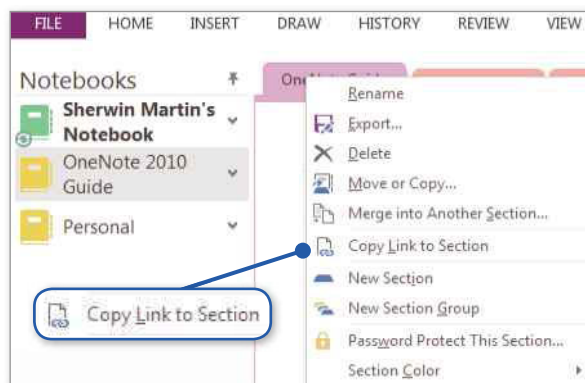 FILE HOME INSERT DRAW HISTORY REVIEW VIEW
Notebooks
Sherwin Martin's
Notebook
OneNote 2010
Guide
Personal
Rename
Export...
Delete
Move or Copy...
Merge into Another Section...
Copy Link to Section
New Section
New Section Group
Password Protect This Section...
Section Color
Copy Link to Section